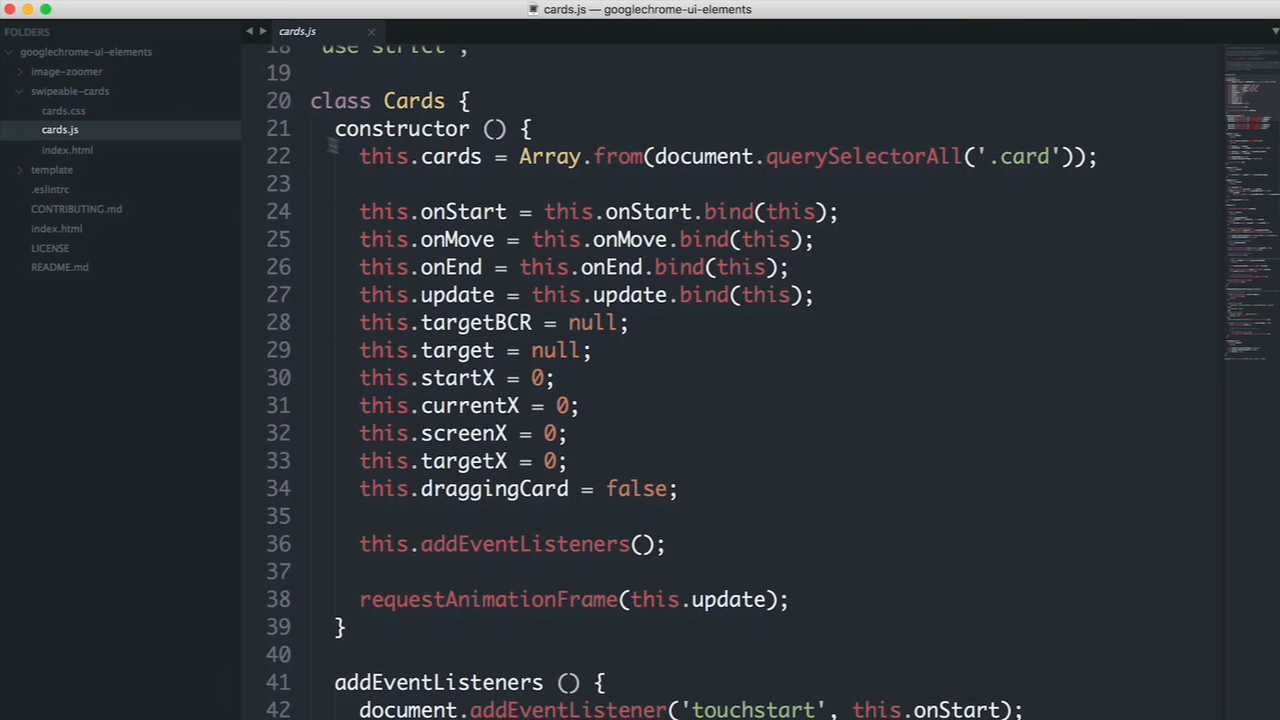 cards.js — googlechrome-ui-elements
FOLDERS
googlechrome-ui-elements
image-zoomer
swipeable-cards
cards.css
cards.js
index.html
template
.eslintrc
CONTRIBUTING.md
index.html
LICENSE
README.md
cards.js
18 'use strict';
19
20 class Cards {
21 constructor () {
22 this.cards = Array.from(document.querySelectorAll('.card'));
23
24 this.onStart = this.onStart.bind(this);
25 this.onMove = this.onMove.bind(this);
26 this.onEnd = this.onEnd.bind(this);
27 this.update = this.update.bind(this);
28 this.targetBCR = null;
29 this.target = null;
30 this.startX = 0;
31 this.currentX = 0;
32 this.screenX = 0;
33 this.targetX = 0;
34 this.draggingCard = false;
35
36 this.addEventListeners();
37
38 requestAnimationFrame(this.update);
39 }
40
41 addEventListeners () {
42 document.addEventListener('touchstart', this.onStart);